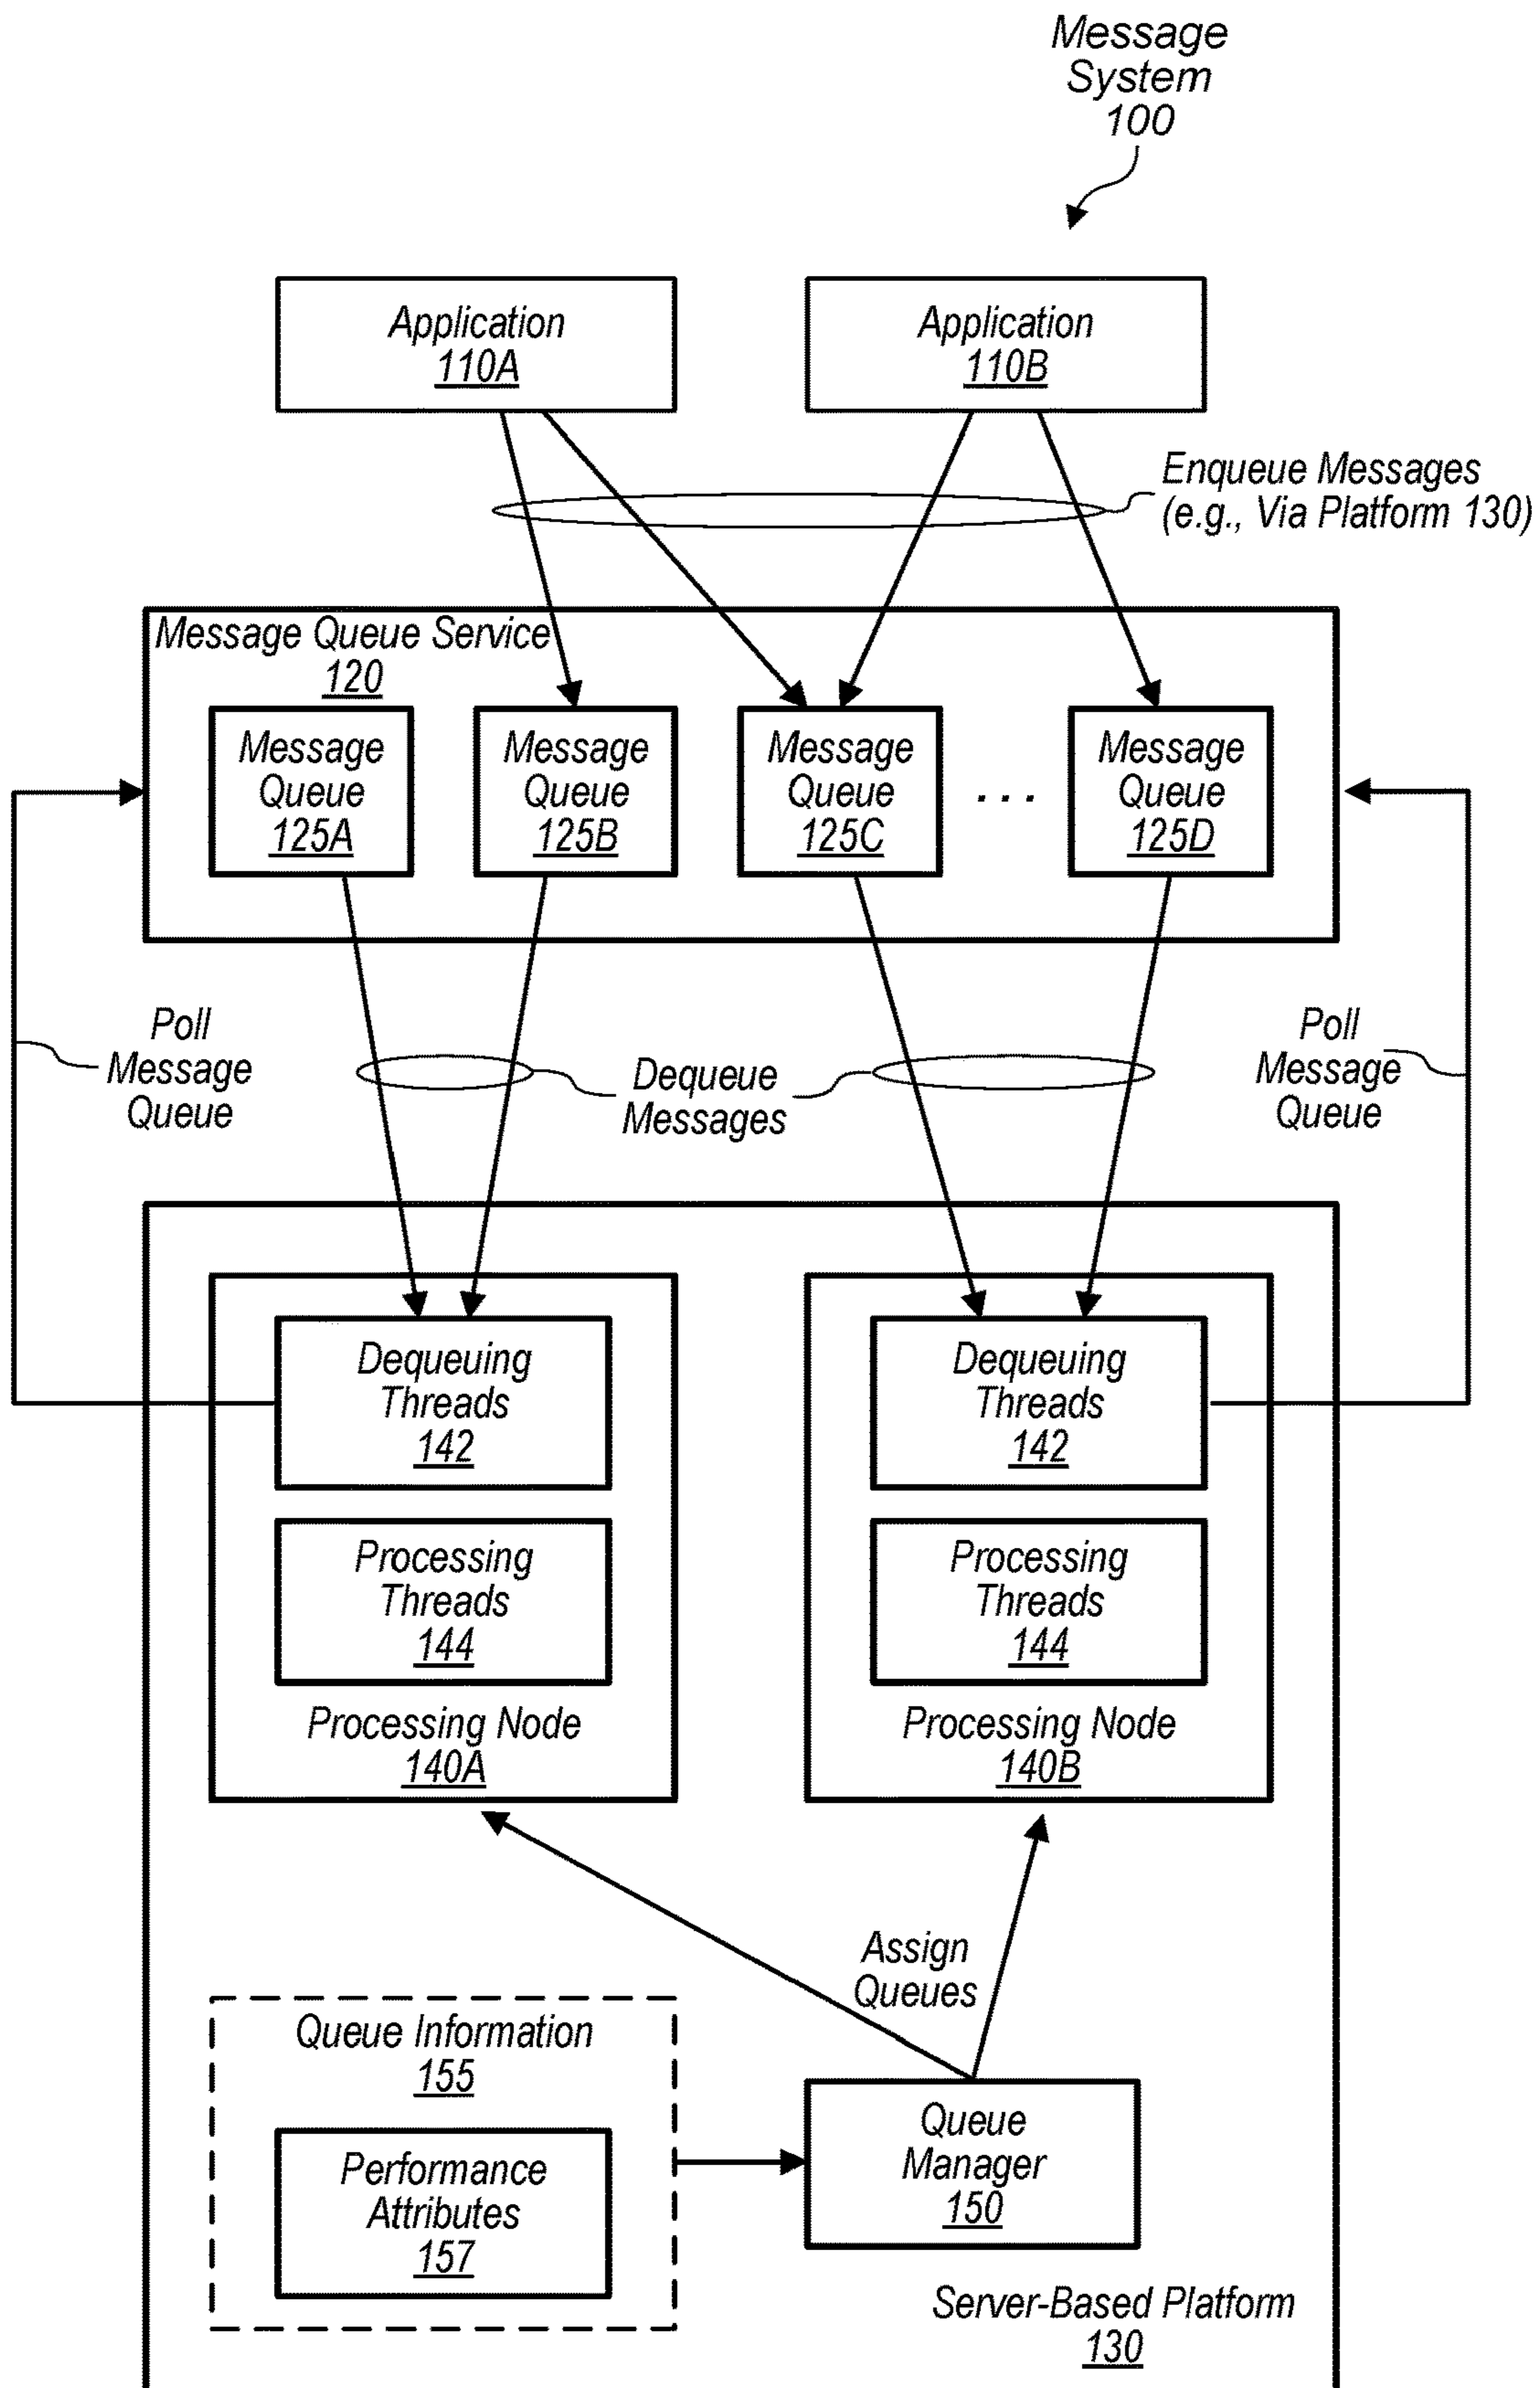 Message
System
100
Application
110A
Application
110B
Enqueue Messages
(e.g., Via Platform 130)
Message Queue Service
120
Message
Queue
125A
Message
Queue
125B
Message
Queue
125C
. . .
Message
Queue
125D
Poll
Message
Queue
Dequeue
Messages
Poll
Message
Queue
Dequeuing
Threads
142
Processing
Threads
144
Processing Node
140A
Dequeuing
Threads
142
Processing
Threads
144
Processing Node
140B
Assign
Queues
Queue Information
155
Performance
Attributes
157
Queue
Manager
150
Server-Based Platform
130